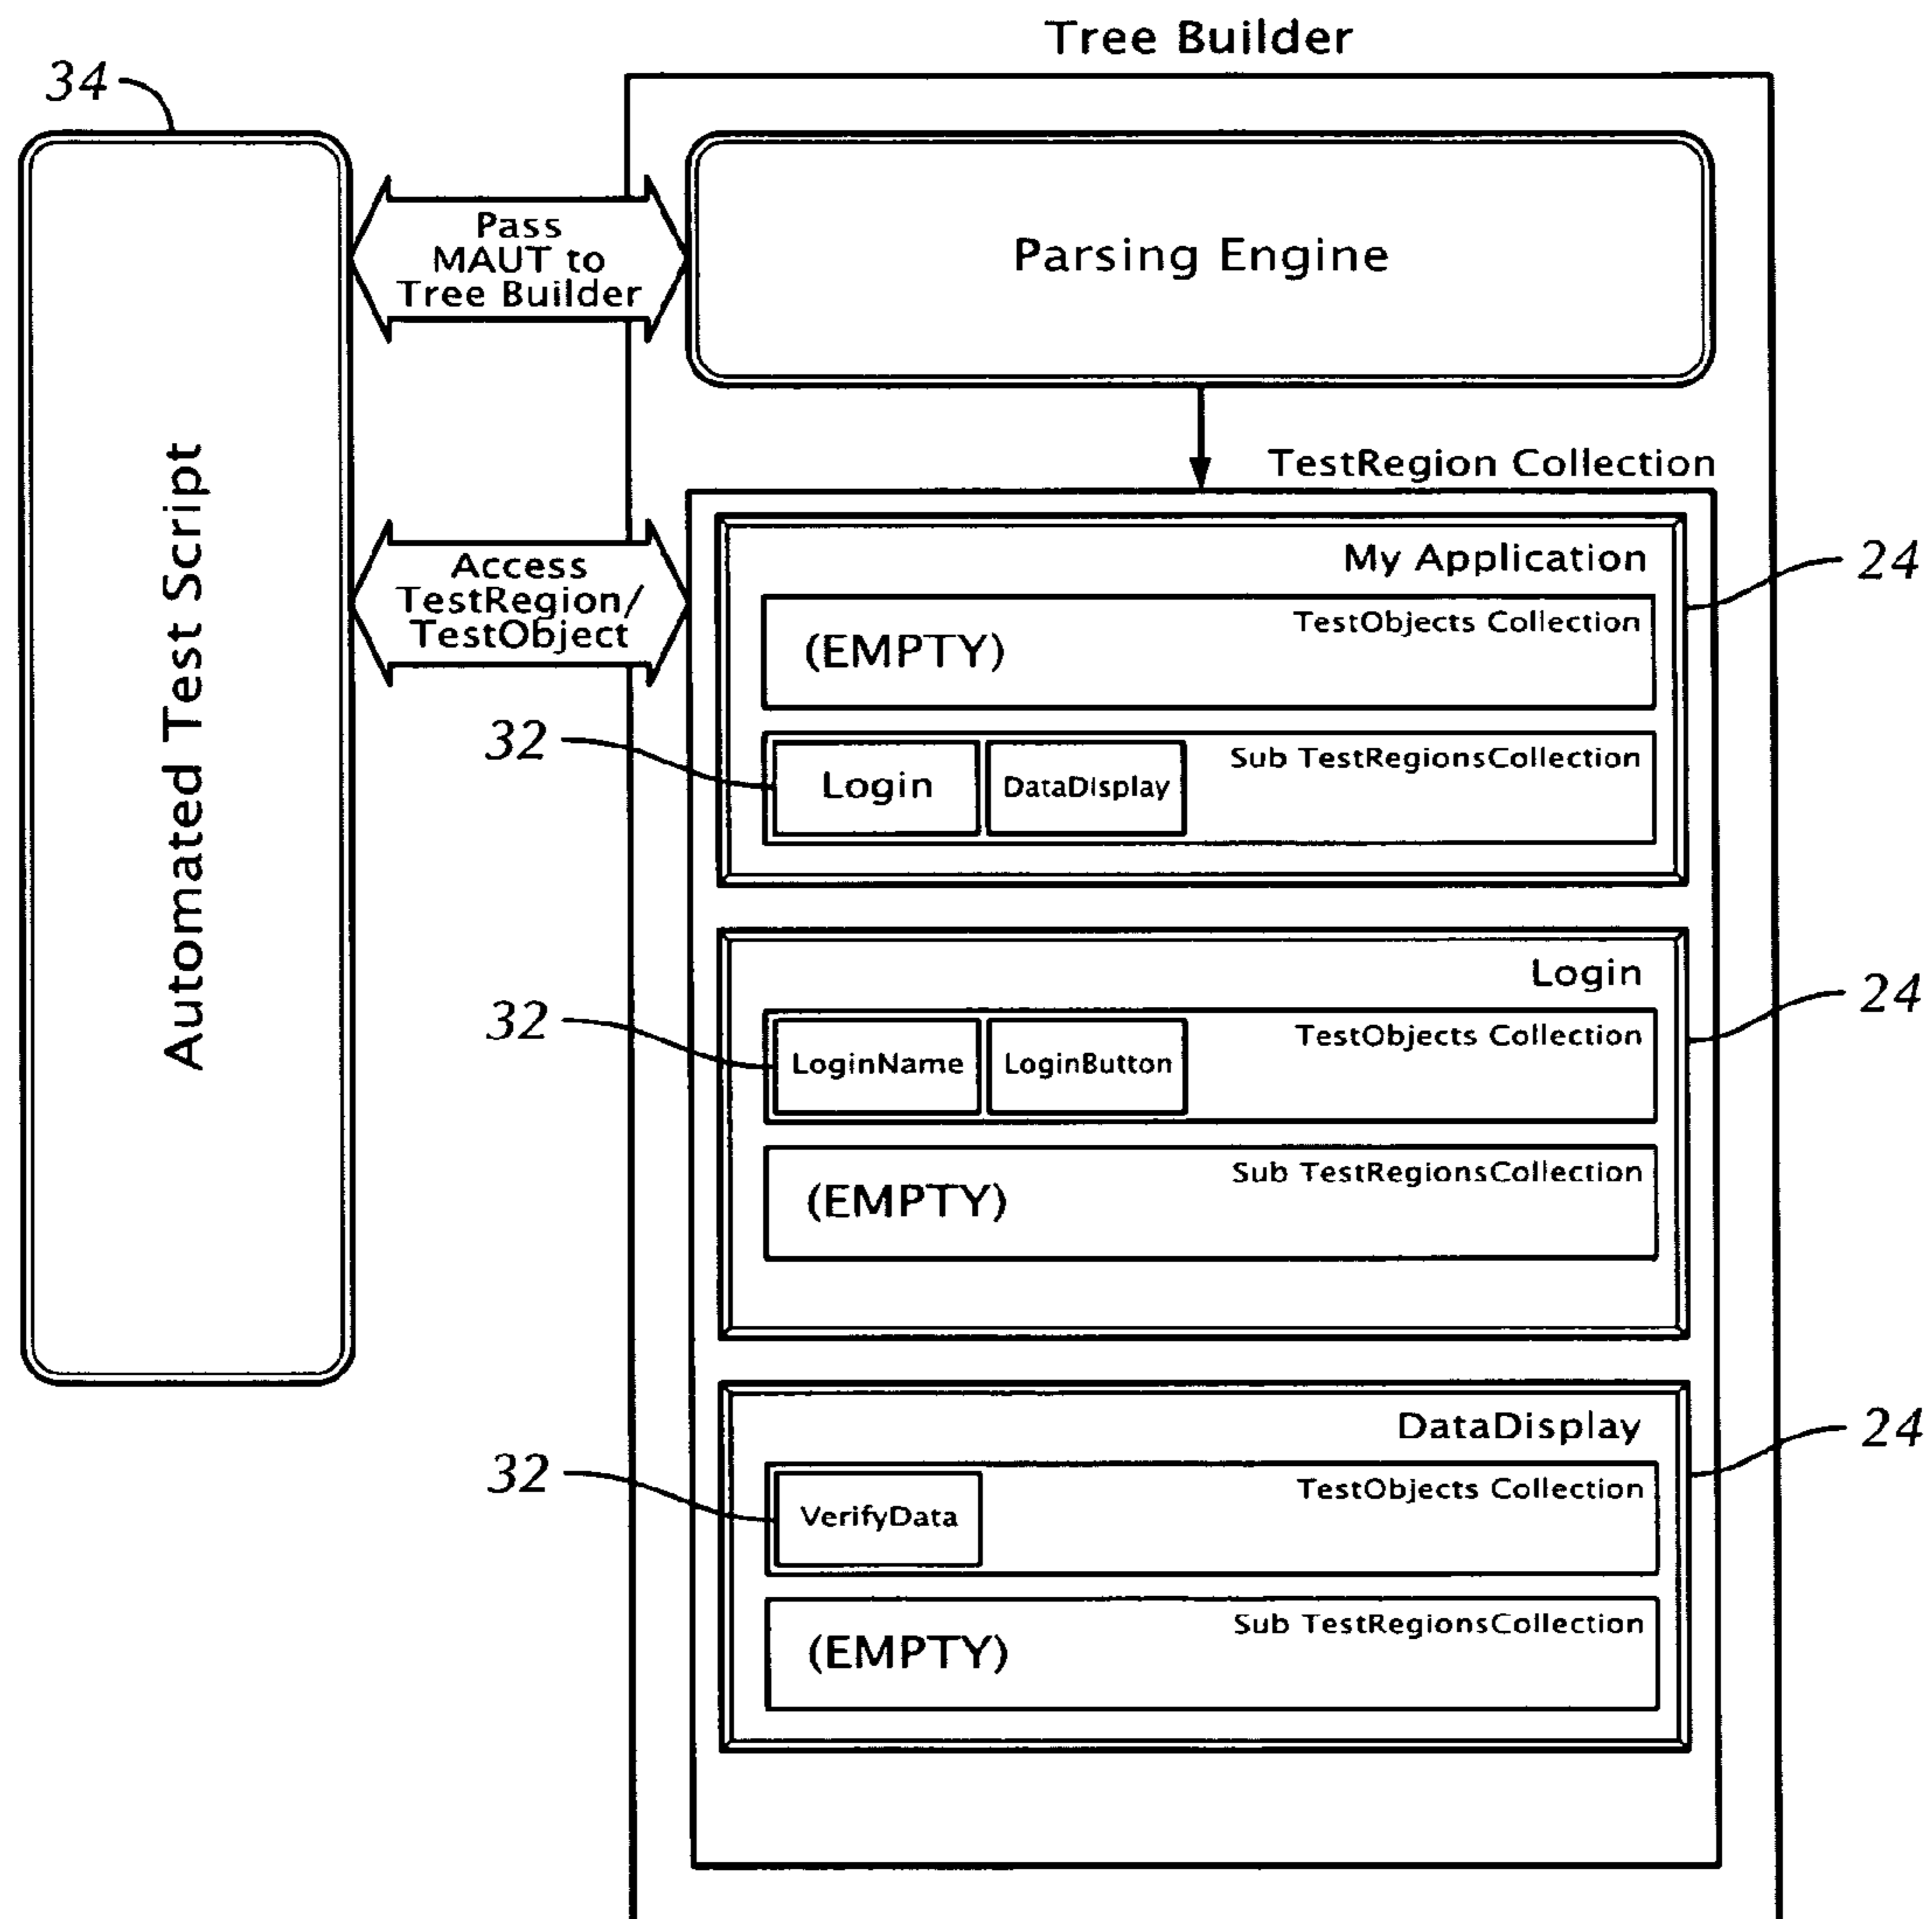 Tree Builder
34
Pass
MAUT to
Tree Builder
Parsing Engine
Automated Test Script
TestRegion Collection
Access
TestRegion/
TestObject
My Application
24
TestObjects Collection
(EMPTY)
32
Sub TestRegionsCollection
Login
DataDisplay
Login
24
32
TestObjects Collection
LoginName
LoginButton
Sub TestRegionsCollection
(EMPTY)
DataDisplay
24
32
TestObjects Collection
VerifyData
Sub TestRegionsCollection
(EMPTY)